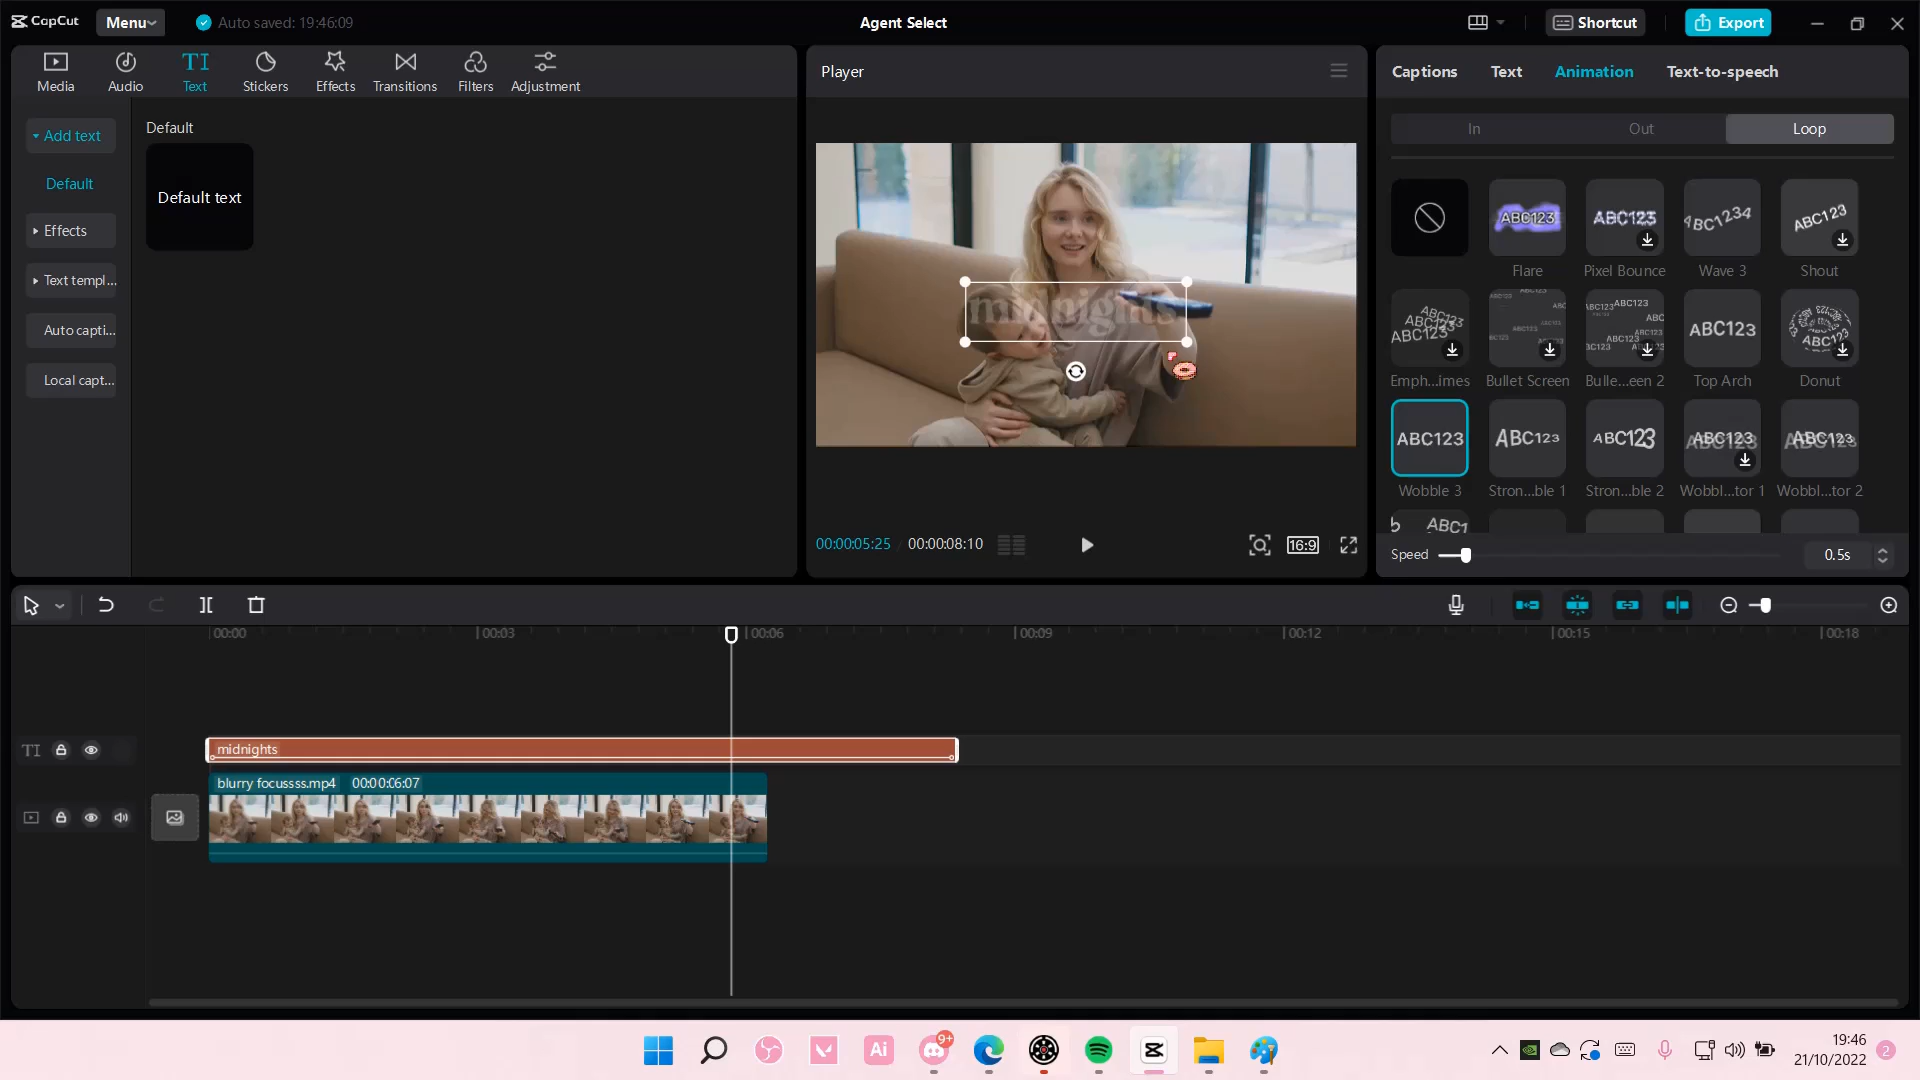 CapCut
Menu
Auto saved: 19:46:09
Agent Select
Shortcut
Export
Media
Audio
TI
Text
Stickers
Effects
Transitions
Filters
Adjustment
Add text
Default
Effects
Text templ...
Auto capti...
Local capt...
Default
Default text
Player
midnights
00:00:05:25 / 00:00:08:10
16:9
Captions
Text
Animation
Text-to-speech
In
Out
Loop
ABC123
ABC123
ABC1234
ABC123
Flare
Pixel Bounce
Wave 3
Shout
ABC123
ABC123
ABC123
ABC123
Emph...imes
Bullet Screen
Bulle...een 2
Top Arch
Donut
ABC123
ABC123
ABC123
ABC123
ABC123
Wobble 3
Stron...ble 1
Stron...ble 2
Wobbl...tor 1
Wobbl...tor 2
ABC1
Speed
0.5s
00:00
00:03
00:06
00:09
00:12
00:15
00:18
TI
midnights
blurry focussss.mp4 00:00:06:07
Ai
9+
19:46
21/10/2022
2